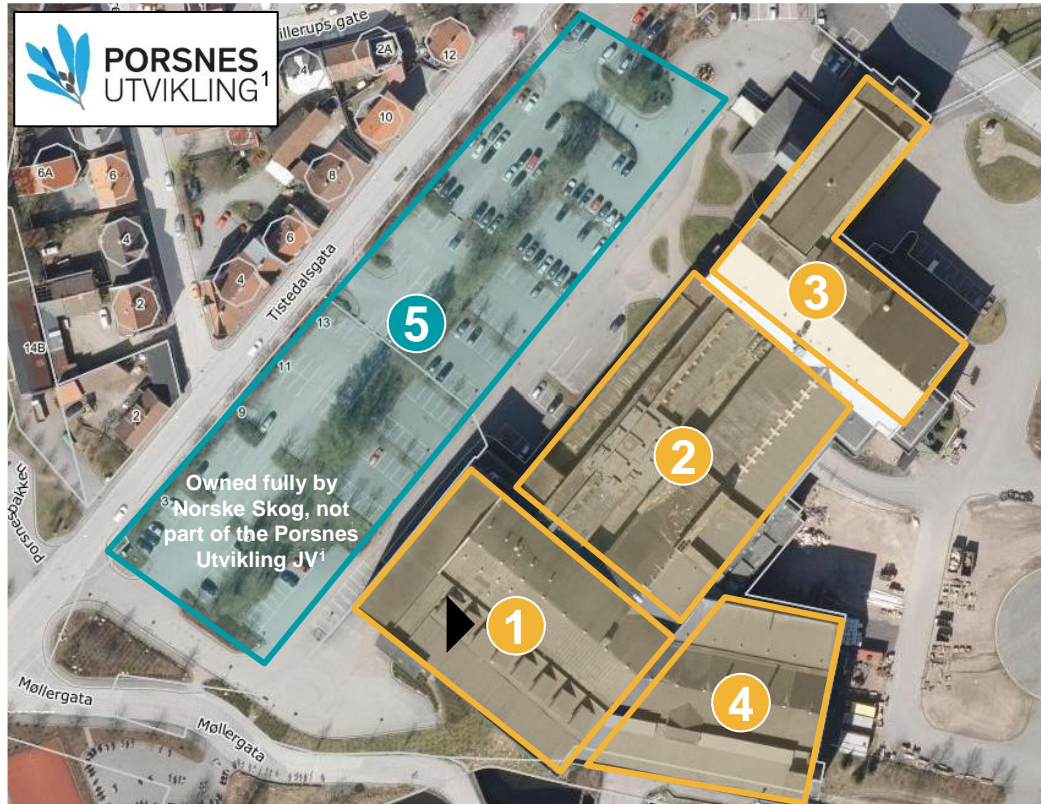 PORSNES
UTVIKLING¹
illerups gate
2A
12
4
10
8
6A
6
6
4
4
2
14B
2
Tistedalsgata
13
11
9
3
Porsnesbakken
Møllergata
Møllergata
5
Owned fully by
Norske Skog, not
part of the Porsnes
Utvikling JV¹
3
2
1
4